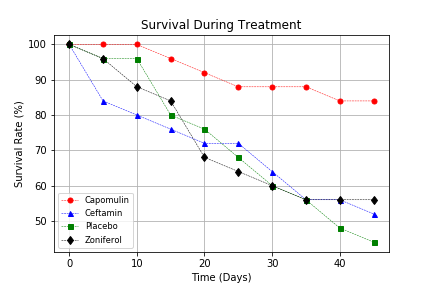 Survival During Treatment
Survival Rate (%)
100
90
80
70
60
50
Capomulin
Ceftamin
Placebo
Zoniferol
0
10
20
30
40
Time (Days)